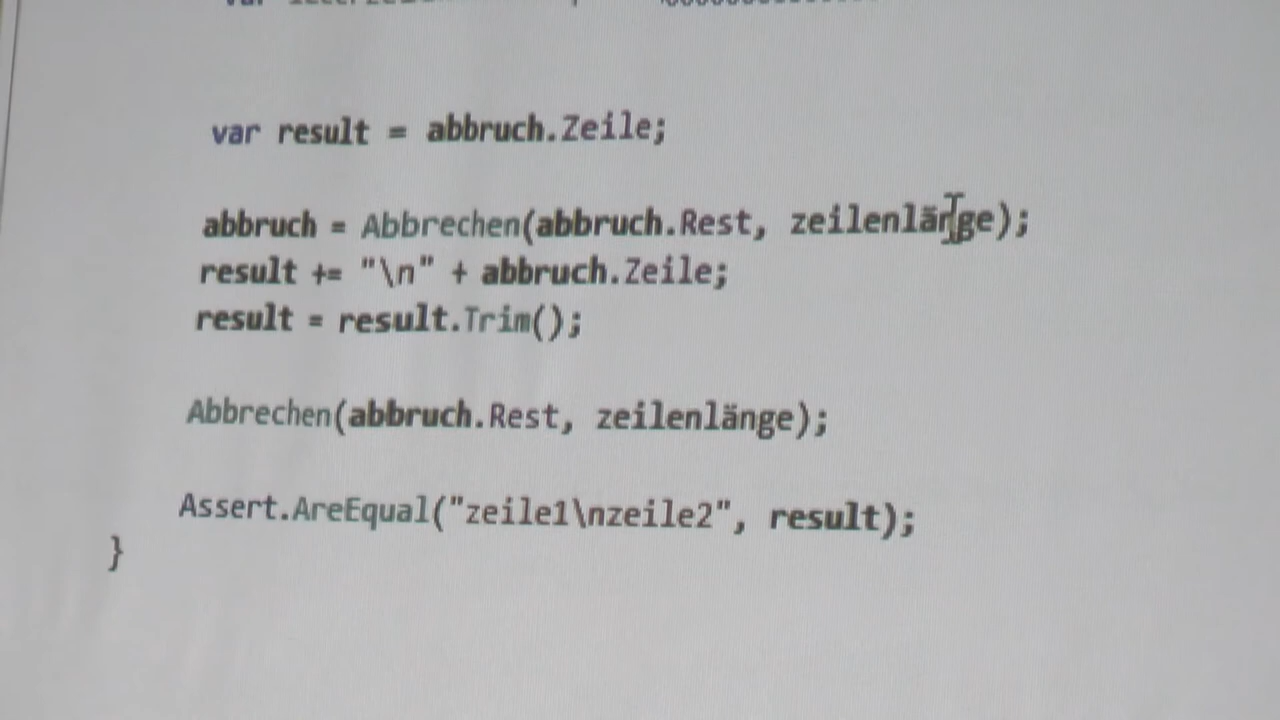 var result = abbruch.Zeile;
abbruch = Abbrechen(abbruch.Rest, zeilenlänge);
result += "\n" + abbruch.Zeile;
result = result.Trim();
Abbrechen(abbruch.Rest, zeilenlänge);
Assert.AreEqual("zeile1\nzeile2", result);
}